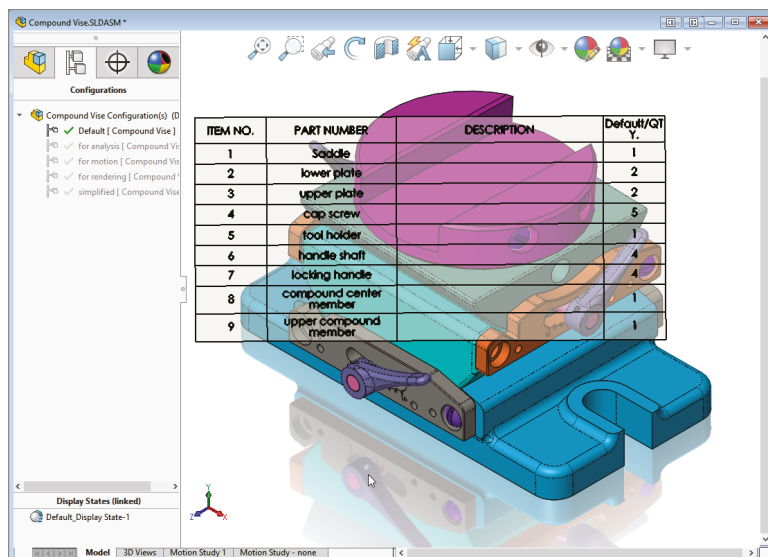 Compound Vise.SLDASM *
Configurations
Compound Vise Configuration(s) (D
Default [ Compound Vise ]
for analysis [ Compound Vis
for motion [ Compound Vis
for rendering [ Compound
simplified [ Compound Vise
ITEM NO. PART NUMBER DESCRIPTION Default/QT
Y.
1 Saddle 1
2 lower plate 2
3 upper plate 2
4 cap screw 5
5 tool holder 1
6 handle shaft 4
7 locking handle 4
8 compound center
member 1
9 upper compound
member 1
Y
Z X
Display States (linked)
Default_Display State-1
Model 3D Views Motion Study 1 Motion Study - none